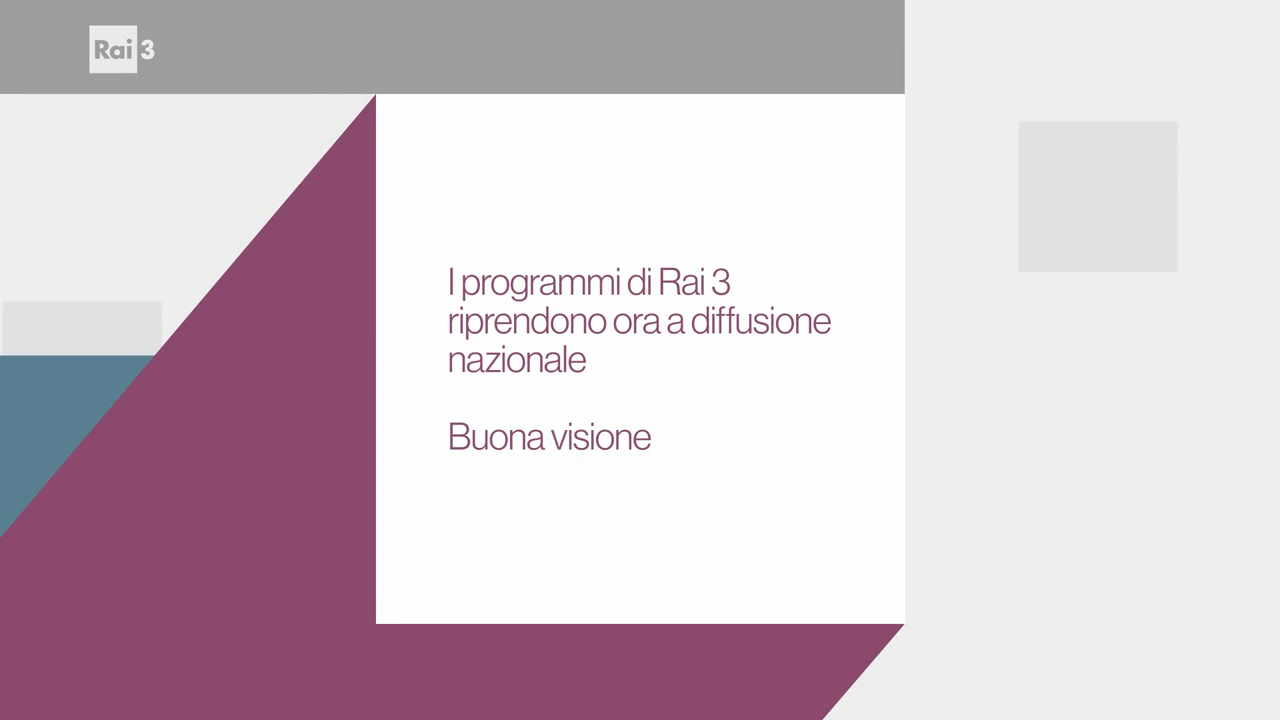 Rai 3
I programmi di Rai 3
riprendono ora a diffusione
nazionale
Buona visione